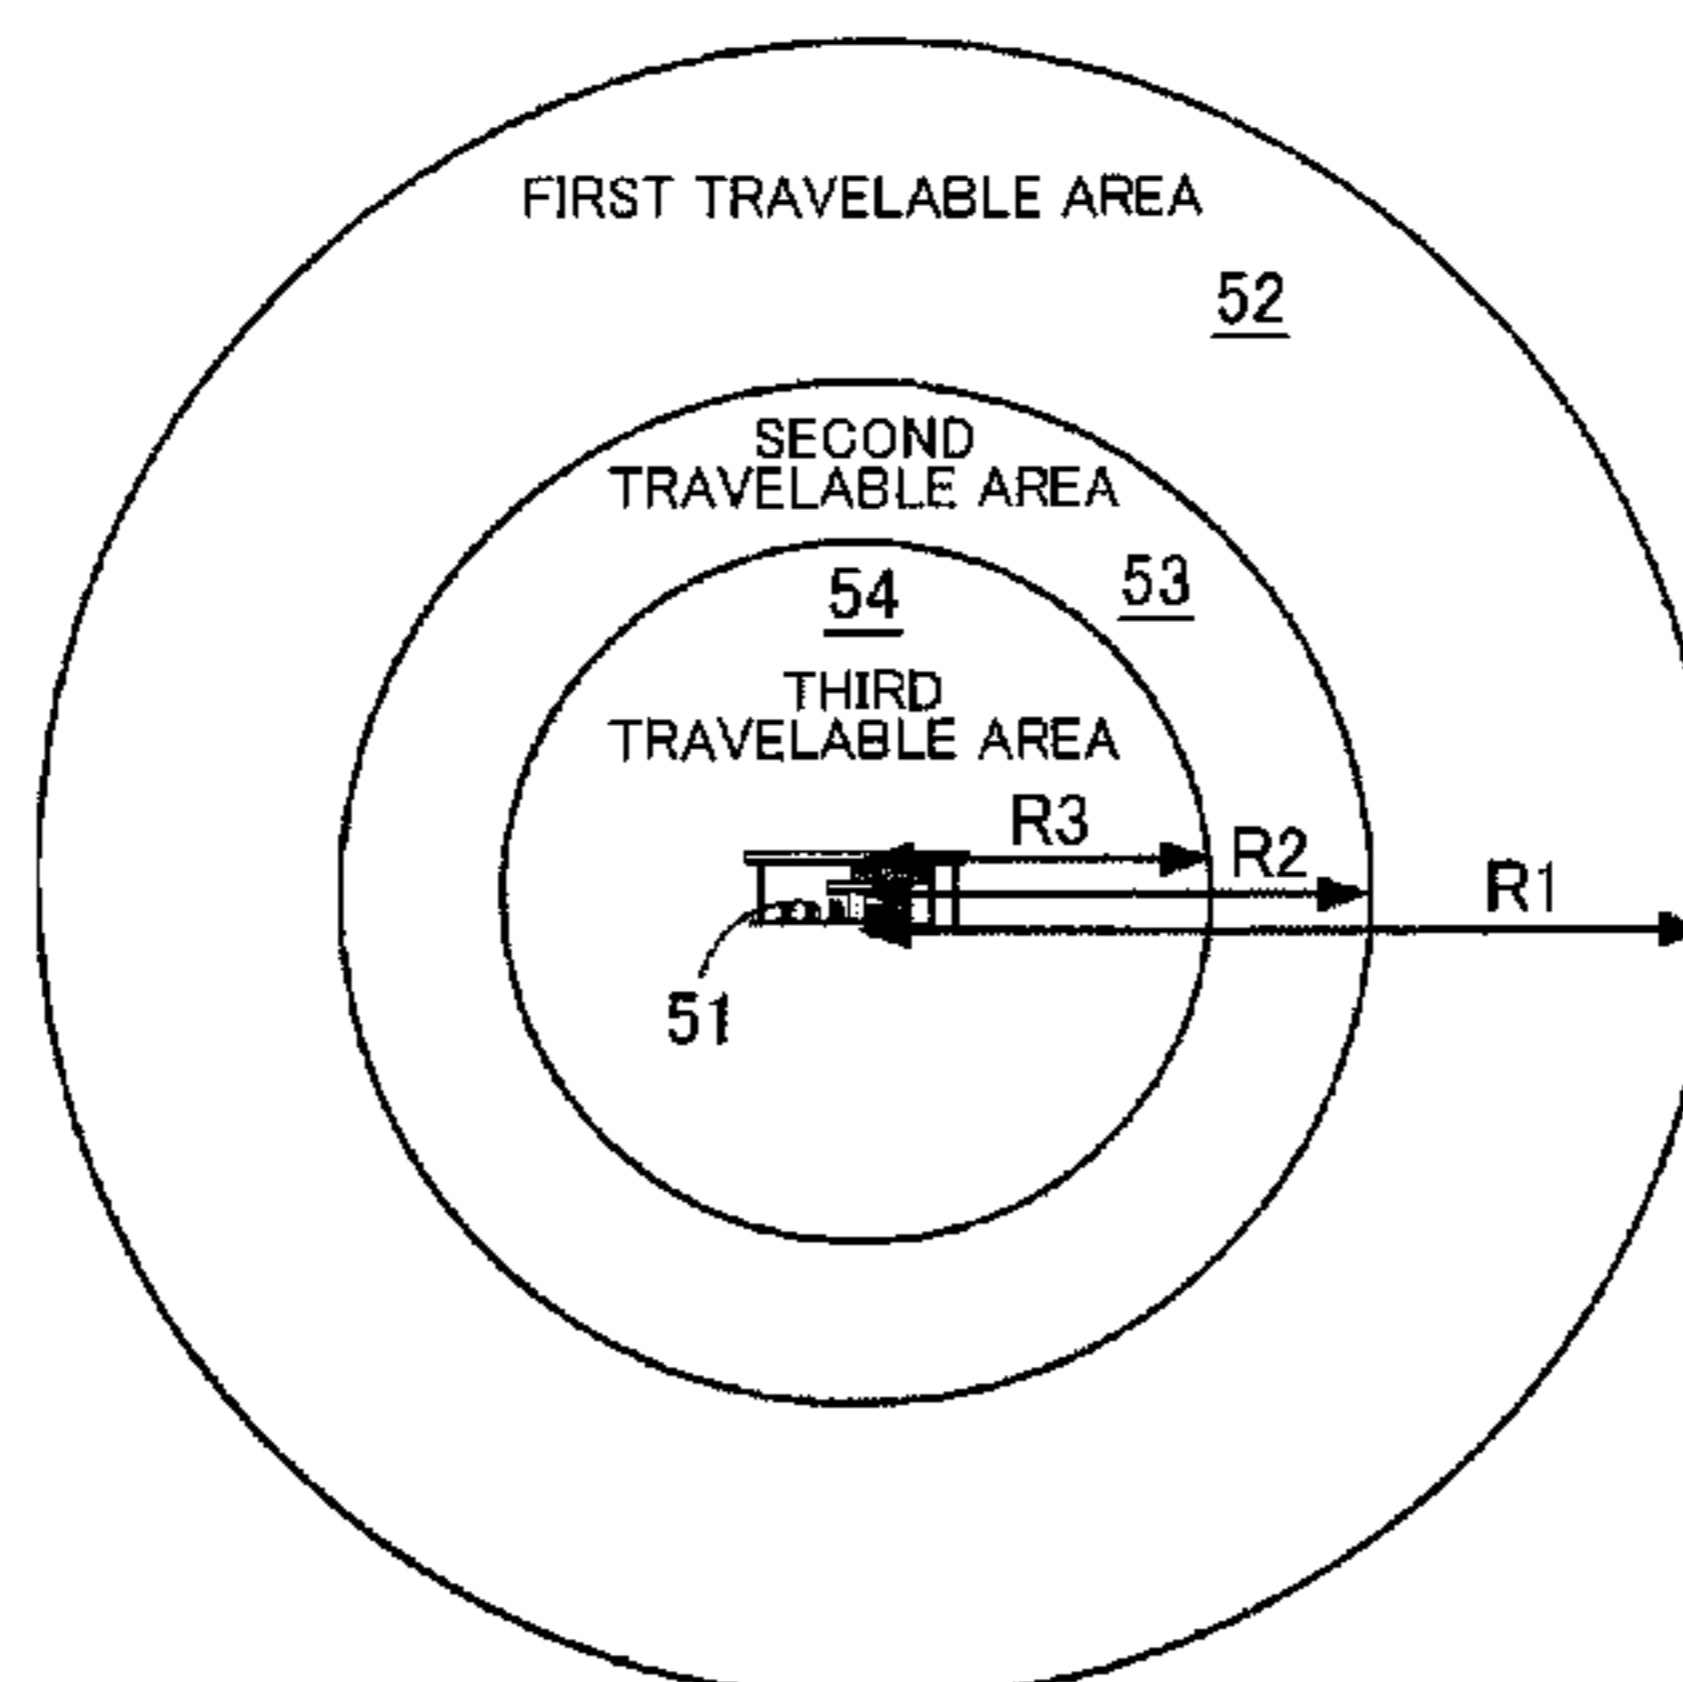 FIRST TRAVELABLE AREA
52
SECOND
TRAVELABLE AREA
53
54
THIRD
TRAVELABLE AREA
R3
R2
R1
51